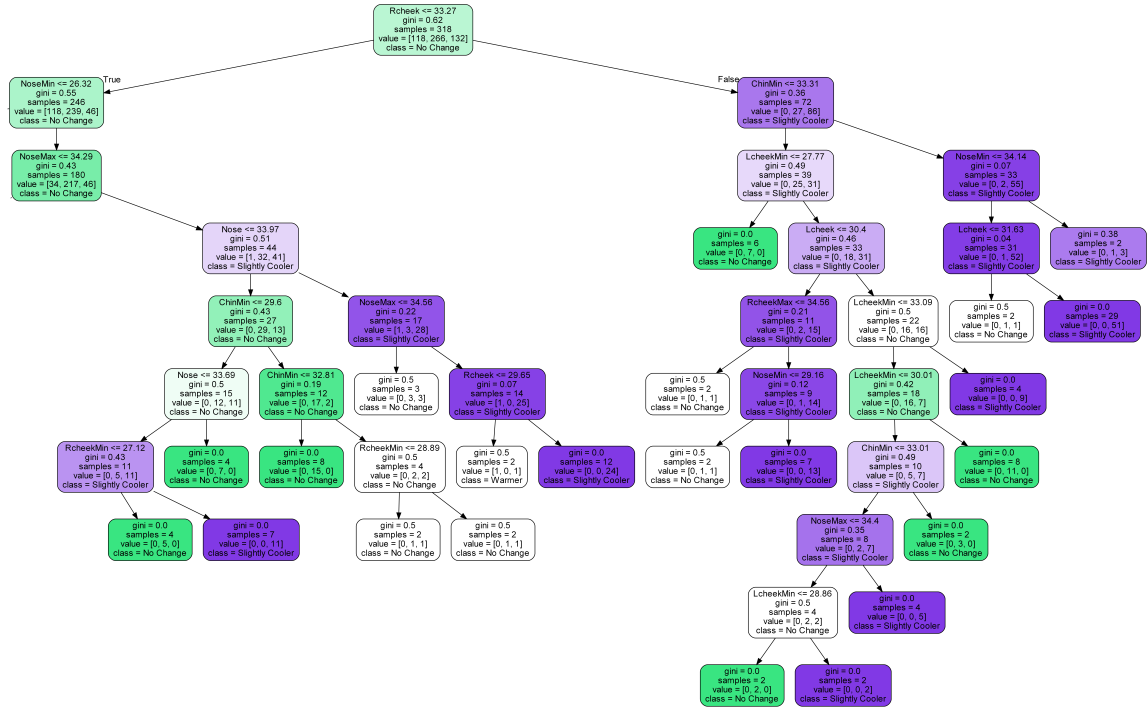 Rcheek <= 33.27
gini = 0.62
samples = 318
value = [118, 266, 132]
class = No Change
True
False
NoseMin <= 26.32
gini = 0.55
samples = 246
value = [118, 239, 46]
class = No Change
ChinMin <= 33.31
gini = 0.36
samples = 72
value = [0, 27, 86]
class = Slightly Cooler
NoseMax <= 34.29
gini = 0.43
samples = 180
value = [34, 217, 46]
class = No Change
LcheekMin <= 27.77
gini = 0.49
samples = 39
value = [0, 25, 31]
class = Slightly Cooler
NoseMin <= 34.14
gini = 0.07
samples = 33
value = [0, 2, 55]
class = Slightly Cooler
Nose <= 33.97
gini = 0.51
samples = 44
value = [1, 32, 41]
class = Slightly Cooler
gini = 0.0
samples = 6
value = [0, 7, 0]
class = No Change
Lcheek <= 30.4
gini = 0.46
samples = 33
value = [0, 18, 31]
class = Slightly Cooler
Lcheek <= 31.63
gini = 0.04
samples = 31
value = [0, 1, 52]
class = Slightly Cooler
gini = 0.38
samples = 2
value = [0, 1, 3]
class = Slightly Cooler
ChinMin <= 29.6
gini = 0.43
samples = 27
value = [0, 29, 13]
class = No Change
NoseMax <= 34.56
gini = 0.22
samples = 17
value = [1, 3, 28]
class = Slightly Cooler
RcheekMax <= 34.56
gini = 0.21
samples = 11
value = [0, 2, 15]
class = Slightly Cooler
LcheekMin <= 33.09
gini = 0.5
samples = 22
value = [0, 16, 16]
class = No Change
gini = 0.5
samples = 2
value = [0, 1, 1]
class = No Change
gini = 0.0
samples = 29
value = [0, 0, 51]
class = Slightly Cooler
Nose <= 33.69
gini = 0.5
samples = 15
value = [0, 12, 11]
class = No Change
ChinMin <= 32.81
gini = 0.19
samples = 12
value = [0, 17, 2]
class = No Change
gini = 0.5
samples = 3
value = [0, 3, 3]
class = No Change
Rcheek <= 29.65
gini = 0.07
samples = 14
value = [1, 0, 25]
class = Slightly Cooler
gini = 0.5
samples = 2
value = [0, 1, 1]
class = No Change
NoseMin <= 29.16
gini = 0.12
samples = 9
value = [0, 1, 14]
class = Slightly Cooler
LcheekMin <= 30.01
gini = 0.42
samples = 18
value = [0, 16, 7]
class = No Change
gini = 0.0
samples = 4
value = [0, 0, 9]
class = Slightly Cooler
RcheekMin <= 27.12
gini = 0.43
samples = 11
value = [0, 5, 11]
class = Slightly Cooler
gini = 0.0
samples = 4
value = [0, 7, 0]
class = No Change
gini = 0.0
samples = 8
value = [0, 15, 0]
class = No Change
RcheekMin <= 28.89
gini = 0.5
samples = 4
value = [0, 2, 2]
class = No Change
gini = 0.5
samples = 2
value = [1, 0, 1]
class = Warmer
gini = 0.0
samples = 12
value = [0, 0, 24]
class = Slightly Cooler
gini = 0.5
samples = 2
value = [0, 1, 1]
class = No Change
gini = 0.0
samples = 7
value = [0, 0, 13]
class = Slightly Cooler
ChinMin <= 33.01
gini = 0.49
samples = 10
value = [0, 5, 7]
class = Slightly Cooler
gini = 0.0
samples = 8
value = [0, 11, 0]
class = No Change
gini = 0.0
samples = 4
value = [0, 5, 0]
class = No Change
gini = 0.0
samples = 7
value = [0, 0, 11]
class = Slightly Cooler
gini = 0.5
samples = 2
value = [0, 1, 1]
class = No Change
gini = 0.5
samples = 2
value = [0, 1, 1]
class = No Change
NoseMax <= 34.4
gini = 0.35
samples = 8
value = [0, 2, 7]
class = Slightly Cooler
gini = 0.0
samples = 2
value = [0, 3, 0]
class = No Change
LcheekMin <= 28.86
gini = 0.5
samples = 4
value = [0, 2, 2]
class = No Change
gini = 0.0
samples = 4
value = [0, 0, 5]
class = Slightly Cooler
gini = 0.0
samples = 2
value = [0, 2, 0]
class = No Change
gini = 0.0
samples = 2
value = [0, 0, 2]
class = Slightly Cooler